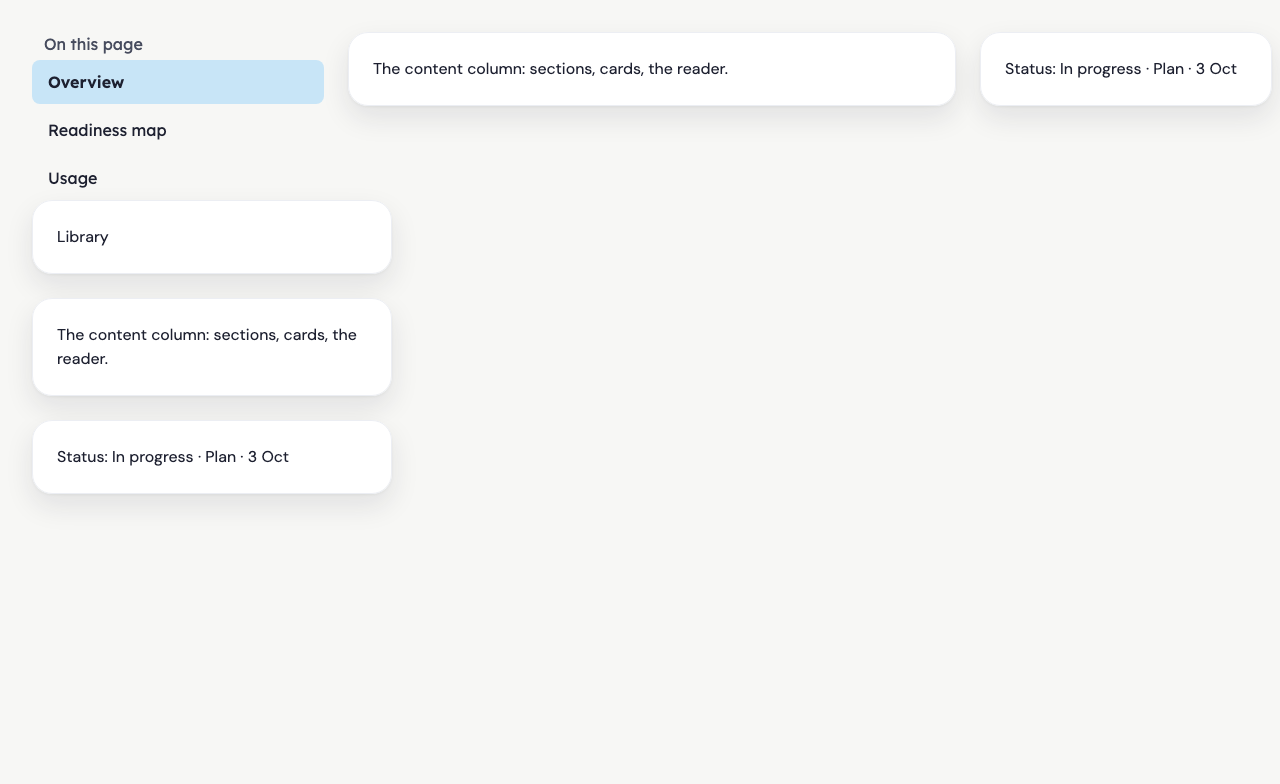 On this page
Overview
Readiness map
Usage
The content column: sections, cards, the reader.
Status: In progress · Plan · 3 Oct
Library
The content column: sections, cards, the
reader.
Status: In progress · Plan · 3 Oct